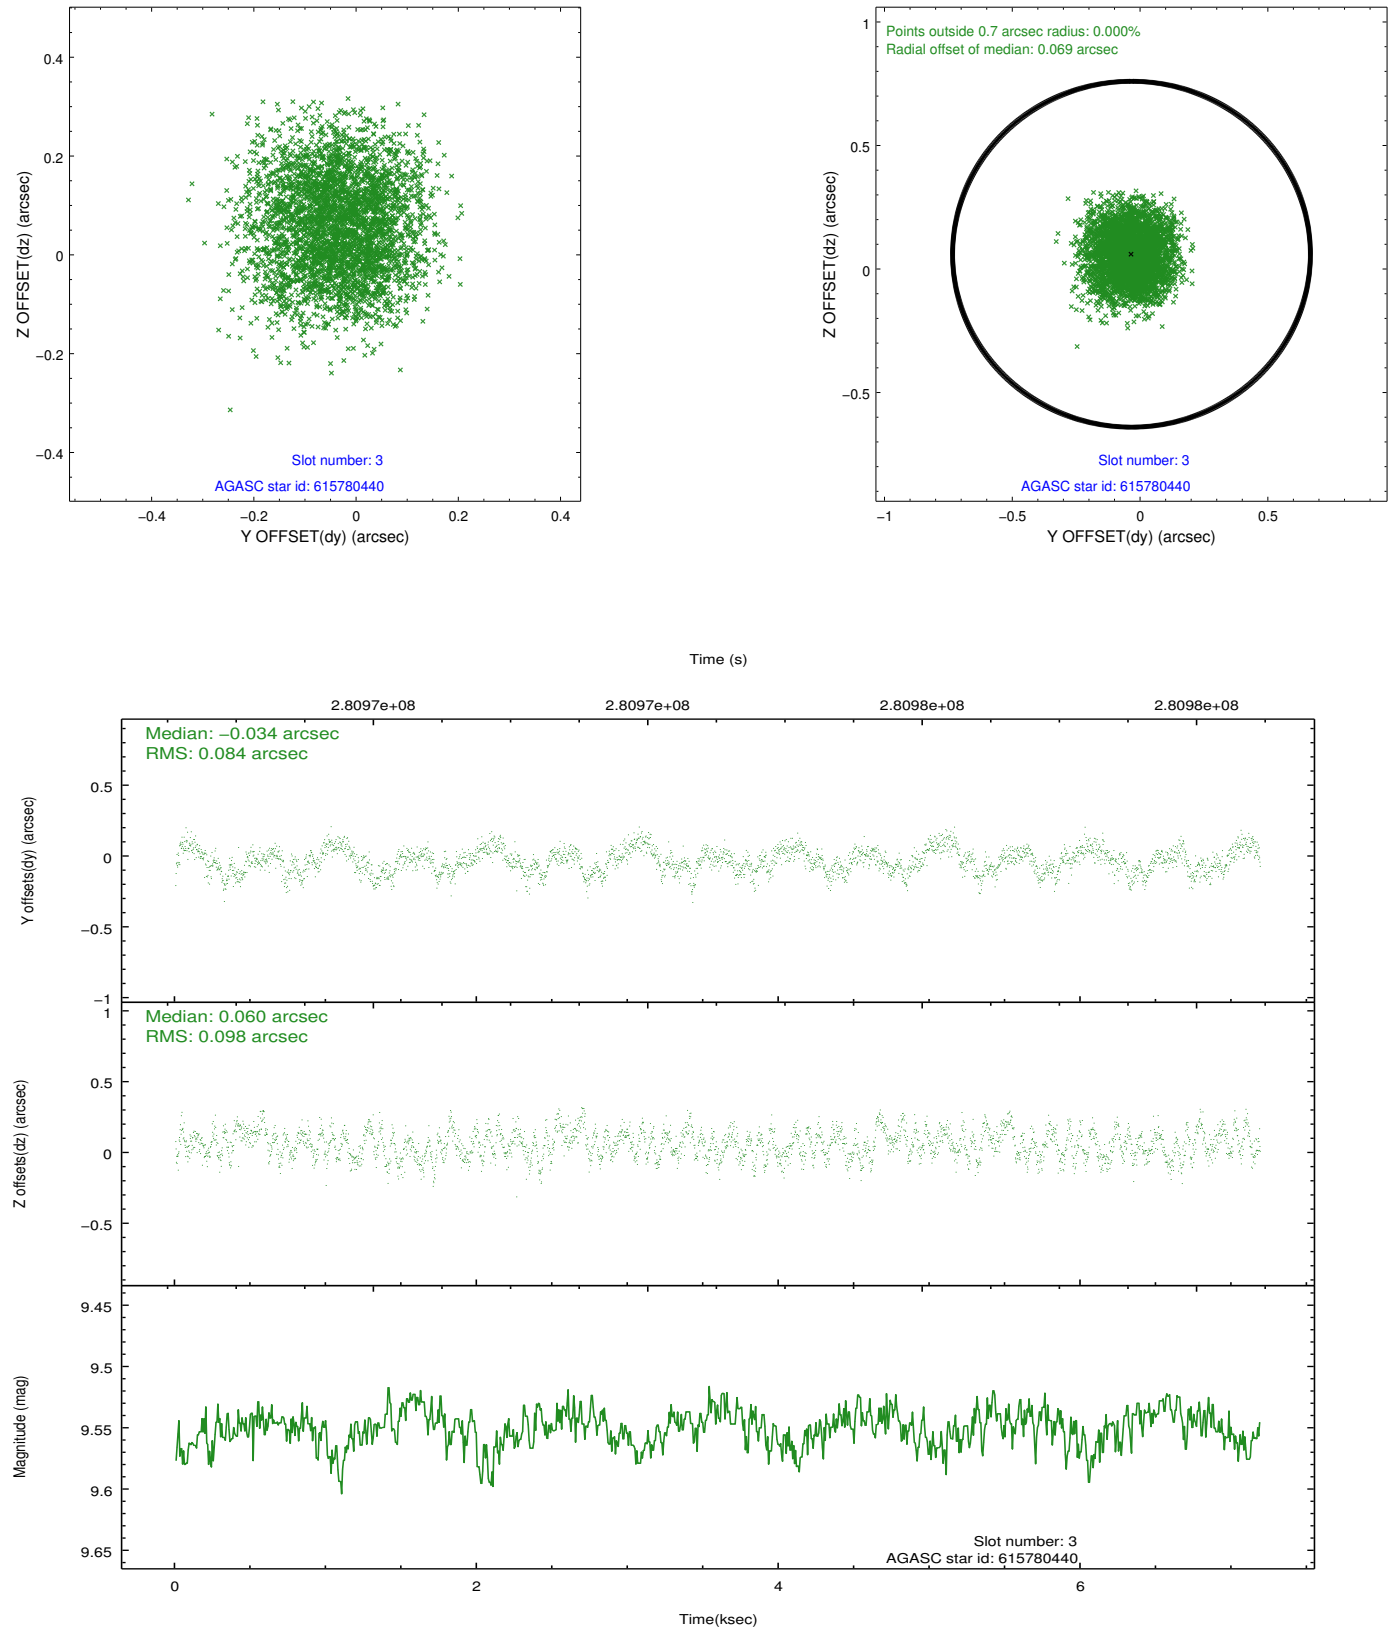 0.4
0.2
0
−0.2
−0.4
Z OFFSET(dz) (arcsec)
Slot number: 3
AGASC star id: 615780440
−0.4 −0.2 0 0.2 0.4
Y OFFSET(dy) (arcsec)
Points outside 0.7 arcsec radius: 0.000%
Radial offset of median: 0.069 arcsec
1
0.5
0
−0.5
Z OFFSET(dz) (arcsec)
Slot number: 3
AGASC star id: 615780440
−1 −0.5 0 0.5
Y OFFSET(dy) (arcsec)
Time (s)
2.8097e+08 2.8097e+08 2.8098e+08 2.8098e+08
Median: −0.034 arcsec
RMS: 0.084 arcsec
0.5
0
−0.5
−1
Y offsets(dy) (arcsec)
Median: 0.060 arcsec
RMS: 0.098 arcsec
1
0.5
0
−0.5
Z offsets(dz) (arcsec)
9.45
9.5
9.55
9.6
9.65
Magnitude (mag)
Slot number: 3
AGASC star id: 615780440
0 2 4 6
Time(ksec)